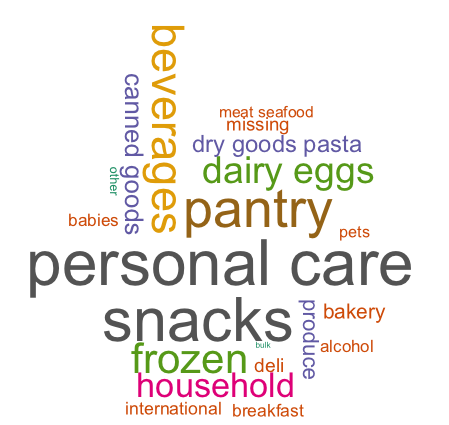 beverages
canned goods
meat seafood
missing
dry goods pasta
dairy eggs
other
babies
pantry
pets
personal care
snacks
produce
bakery
bulk
alcohol
frozen
deli
household
international
breakfast